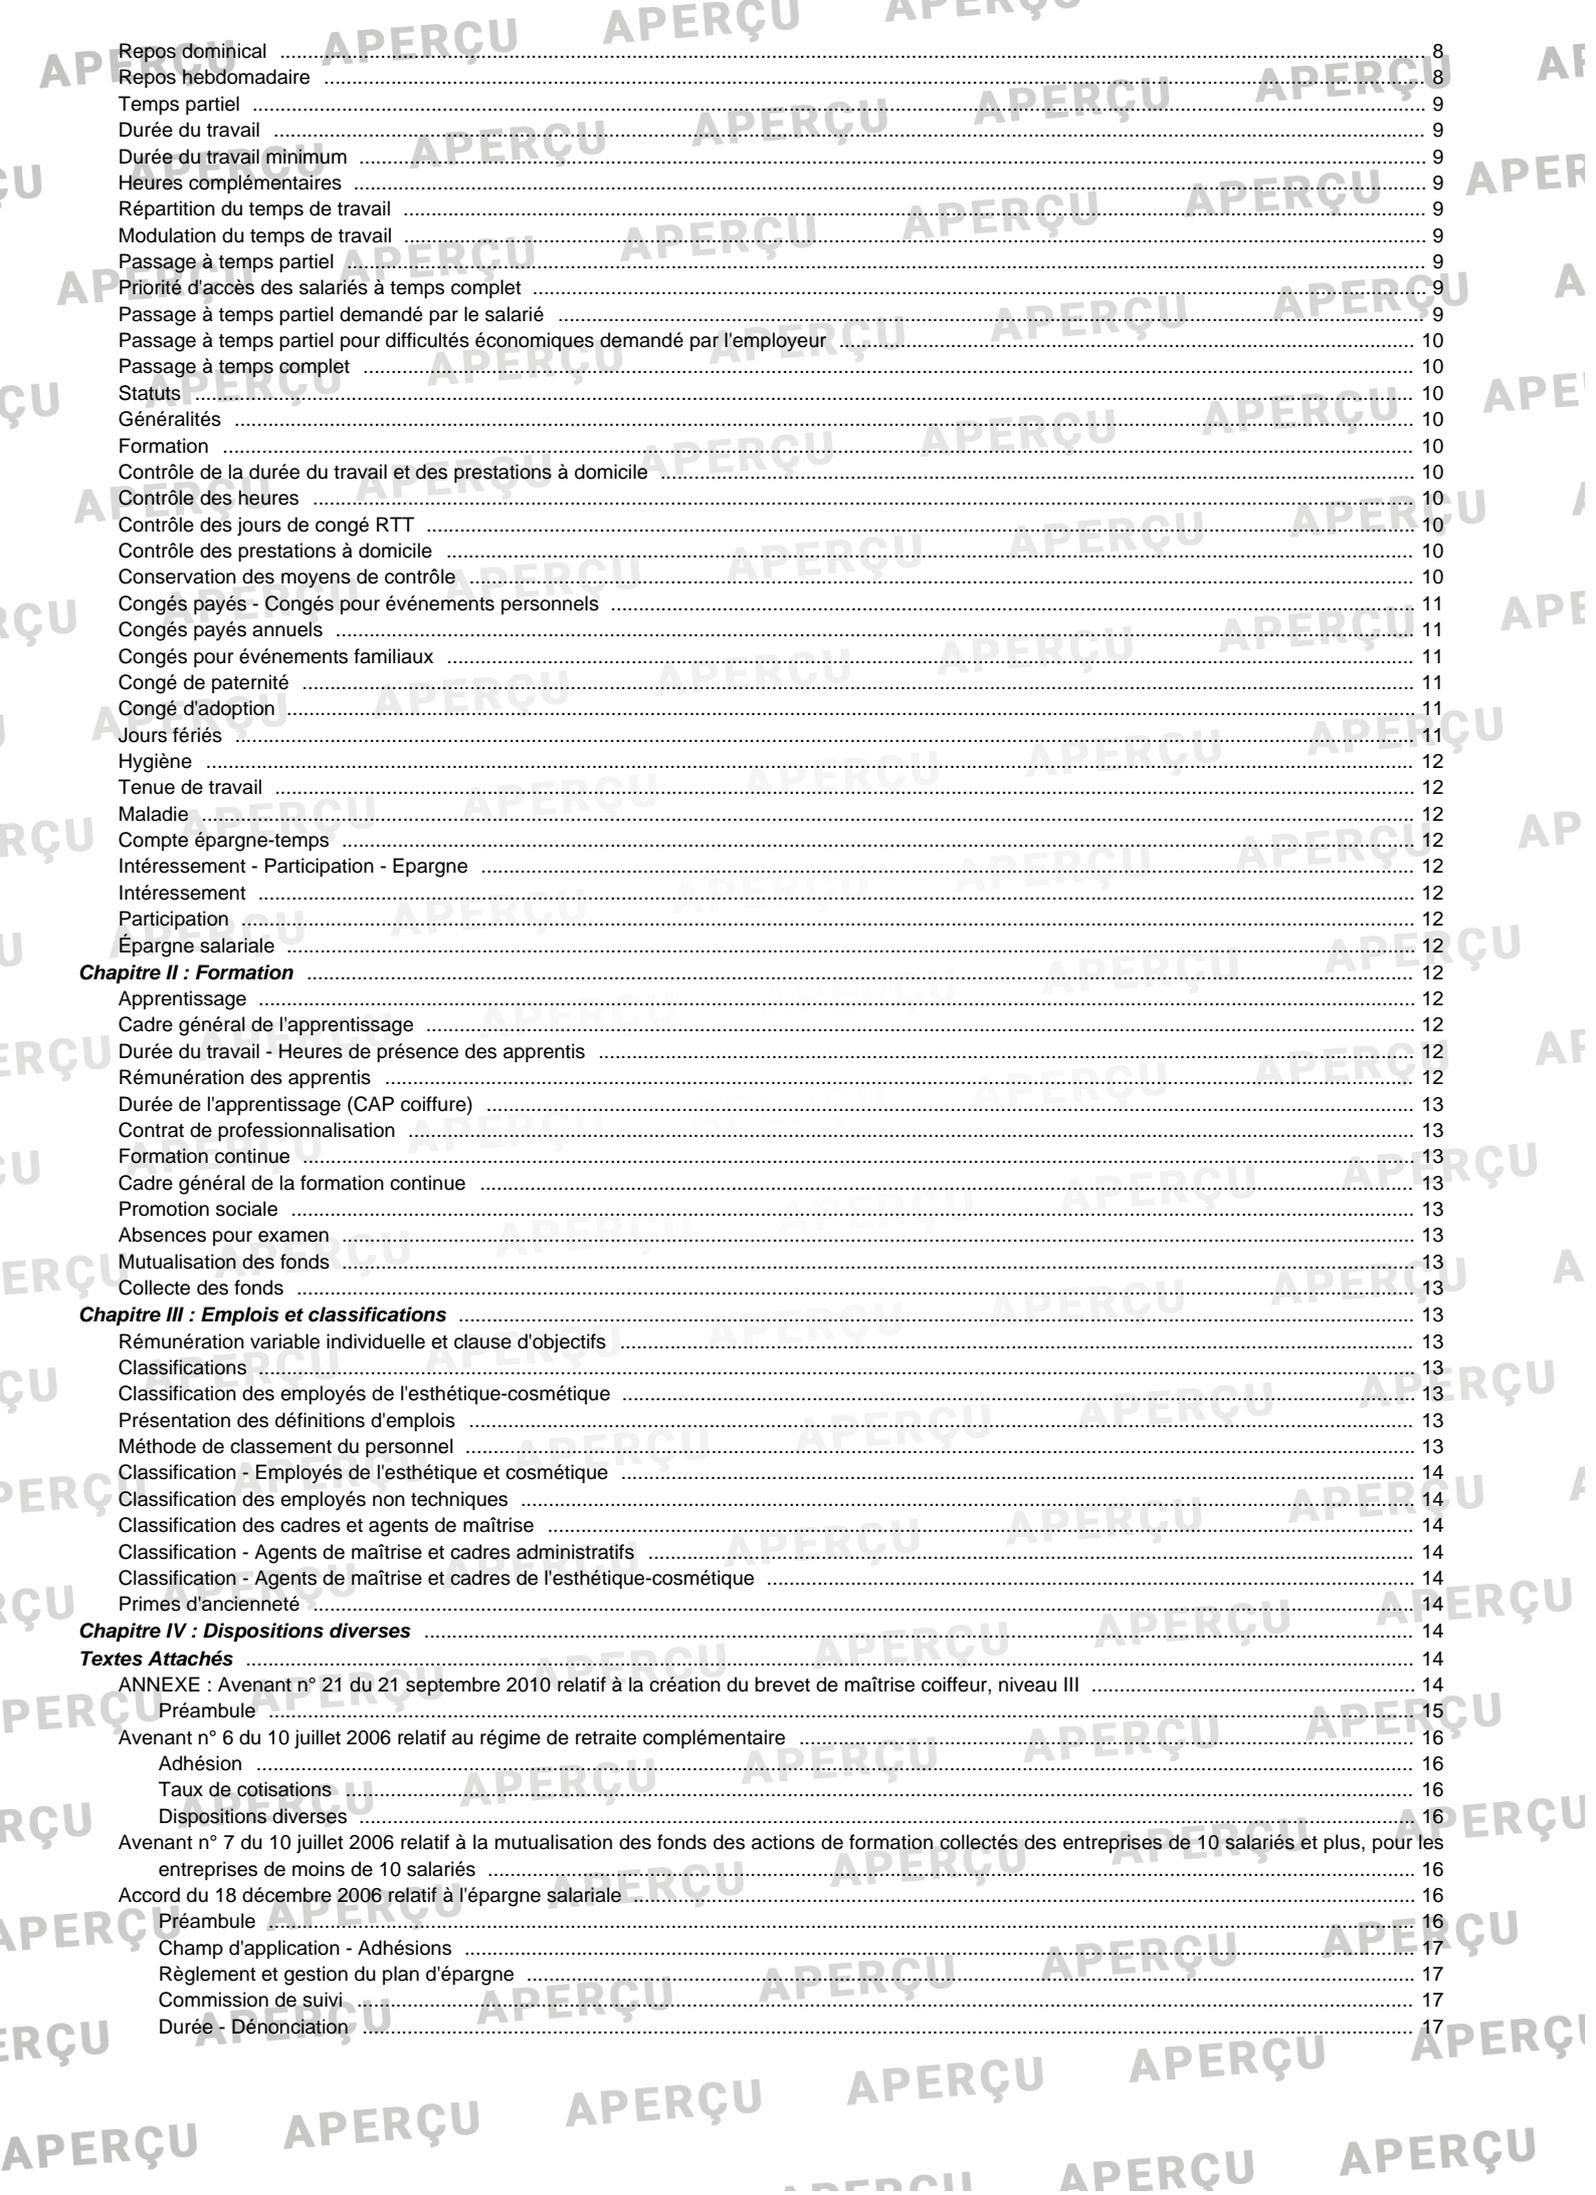 Repos dominical ........ 8
Repos hebdomadaire ........ 8
Temps partiel ........ 9
Durée du travail ........ 9
Durée du travail minimum ........ 9
Heures complémentaires ........ 9
Répartition du temps de travail ........ 9
Modulation du temps de travail ........ 9
Passage à temps partiel ........ 9
Priorité d'accès des salariés à temps complet ........ 9
Passage à temps partiel demandé par le salarié ........ 9
Passage à temps partiel pour difficultés économiques demandé par l'employeur ........ 10
Passage à temps complet ........ 10
Statuts ........ 10
Généralités ........ 10
Formation ........ 10
Contrôle de la durée du travail et des prestations à domicile ........ 10
Contrôle des heures ........ 10
Contrôle des jours de congé RTT ........ 10
Contrôle des prestations à domicile ........ 10
Conservation des moyens de contrôle ........ 10
Congés payés - Congés pour événements personnels ........ 11
Congés payés annuels ........ 11
Congés pour événements familiaux ........ 11
Congé de paternité ........ 11
Congé d'adoption ........ 11
Jours fériés ........ 11
Hygiène ........ 12
Tenue de travail ........ 12
Maladie ........ 12
Compte épargne-temps ........ 12
Intéressement - Participation - Epargne ........ 12
Intéressement ........ 12
Participation ........ 12
Épargne salariale ........ 12
Chapitre II : Formation ........ 12
Apprentissage ........ 12
Cadre général de l'apprentissage ........ 12
Durée du travail - Heures de présence des apprentis ........ 12
Rémunération des apprentis ........ 12
Durée de l'apprentissage (CAP coiffure) ........ 13
Contrat de professionnalisation ........ 13
Formation continue ........ 13
Cadre général de la formation continue ........ 13
Promotion sociale ........ 13
Absences pour examen ........ 13
Mutualisation des fonds ........ 13
Collecte des fonds ........ 13
Chapitre III : Emplois et classifications ........ 13
Rémunération variable individuelle et clause d'objectifs ........ 13
Classifications ........ 13
Classification des employés de l'esthétique-cosmétique ........ 13
Présentation des définitions d'emplois ........ 13
Méthode de classement du personnel ........ 13
Classification - Employés de l'esthétique et cosmétique ........ 14
Classification des employés non techniques ........ 14
Classification des cadres et agents de maîtrise ........ 14
Classification - Agents de maîtrise et cadres administratifs ........ 14
Classification - Agents de maîtrise et cadres de l'esthétique-cosmétique ........ 14
Primes d'ancienneté ........ 14
Chapitre IV : Dispositions diverses ........ 14
Textes Attachés ........ 14
ANNEXE : Avenant n° 21 du 21 septembre 2010 relatif à la création du brevet de maîtrise coiffeur, niveau III ........ 14
Préambule ........ 15
Avenant n° 6 du 10 juillet 2006 relatif au régime de retraite complémentaire ........ 16
Adhésion ........ 16
Taux de cotisations ........ 16
Dispositions diverses ........ 16
Avenant n° 7 du 10 juillet 2006 relatif à la mutualisation des fonds des actions de formation collectés des entreprises de 10 salariés et plus, pour les
entreprises de moins de 10 salariés ........ 16
Accord du 18 décembre 2006 relatif à l'épargne salariale ........ 16
Préambule ........ 16
Champ d'application - Adhésions ........ 17
Règlement et gestion du plan d'épargne ........ 17
Commission de suivi ........ 17
Durée - Dénonciation ........ 17
APERÇU